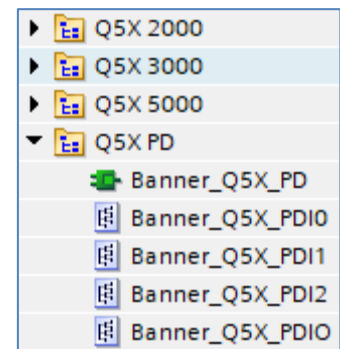 Q5X 2000
Q5X 3000
Q5X 5000
Q5X PD
Banner_Q5X_PD
Banner_Q5X_PDI0
Banner_Q5X_PDI1
Banner_Q5X_PDI2
Banner_Q5X_PDIO